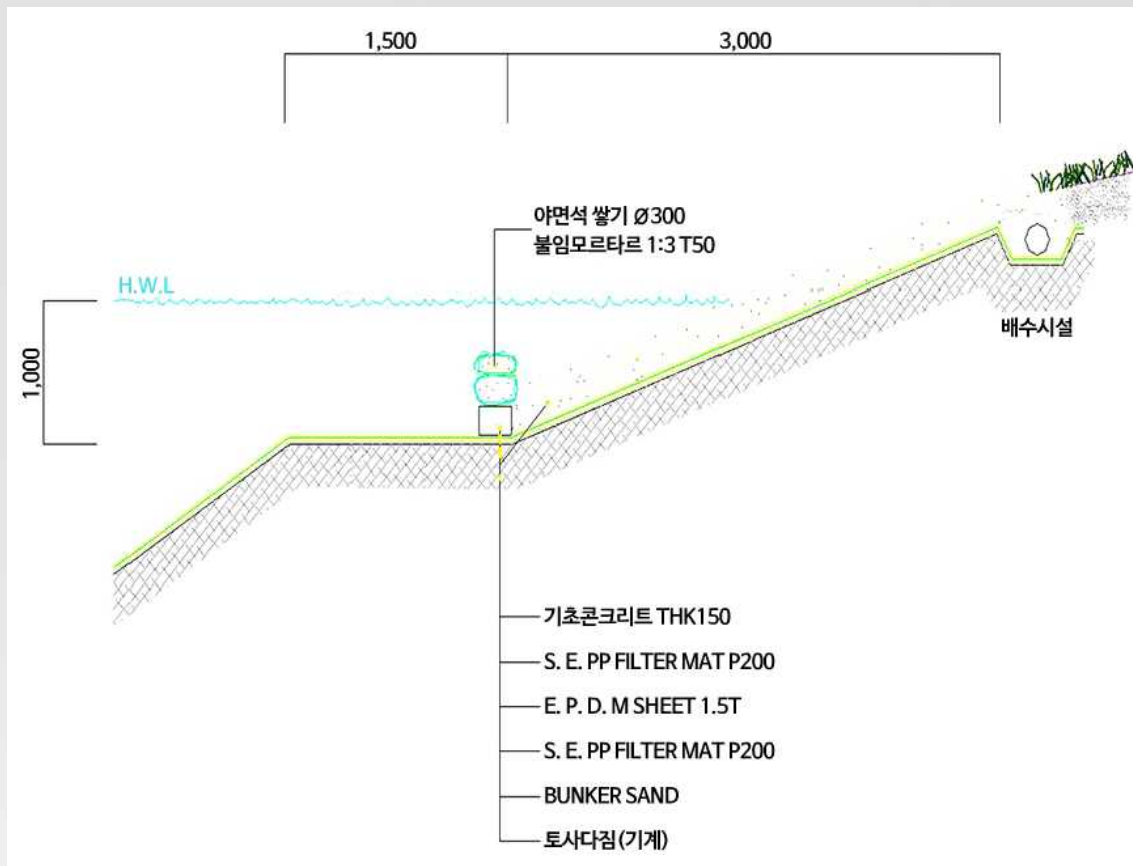 1,500
3,000
야면석 쌓기 Ø300
불임모르타르 1:3 T50
H.W.L
1,000
배수시설
기초콘크리트 THK150
S. E. PP FILTER MAT P200
E. P. D. M SHEET 1.5T
S. E. PP FILTER MAT P200
BUNKER SAND
토사다짐(기계)